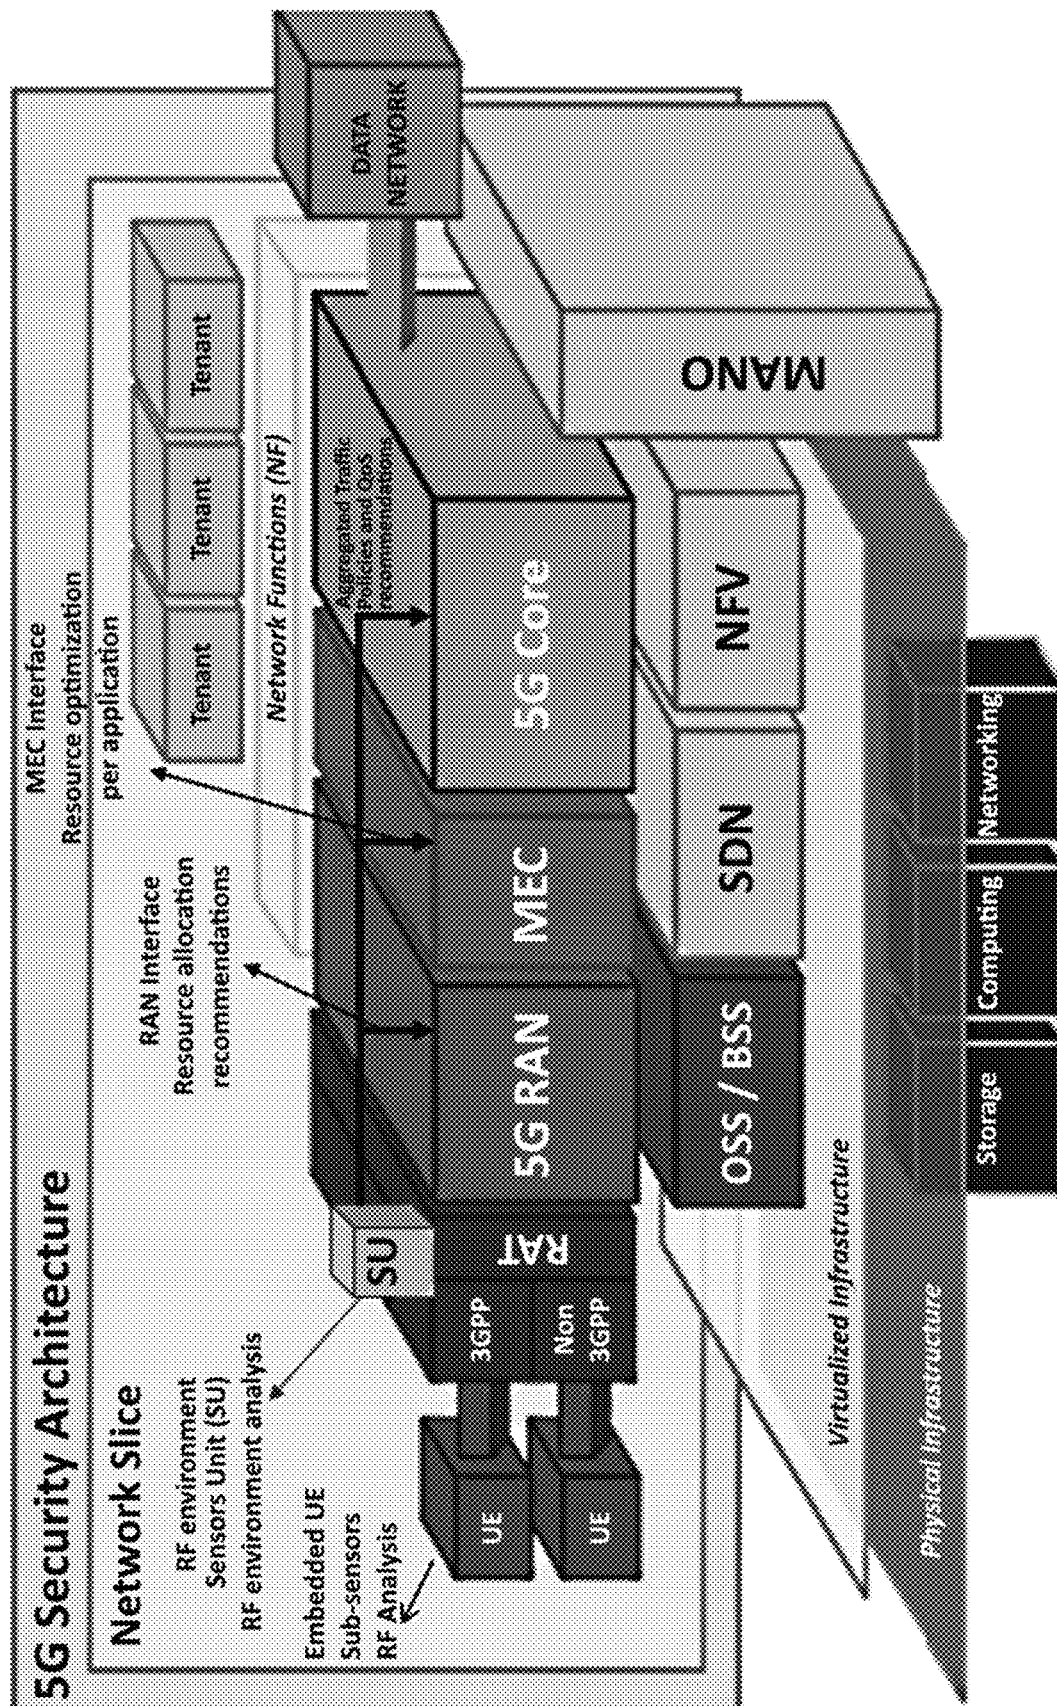 5G Security Architecture
Network Slice
MEC Interface
Resource optimization
per application
RAN Interface
Resource allocation
recommendations
RF environment
Sensors Unit (SU)
RF environment analysis
Embedded UE
Sub-sensors
RF Analysis
Tenant
Tenant
Tenant
Network Functions (NF)
Aggregated Traffic
Policies and QoS
recommendations
DATA
NETWORK
SU
UE
UE
3GPP
Non
3GPP
RAT
5G RAN
MEC
5G Core
OSS / BSS
SDN
NFV
MANO
Virtualized Infrastructure
Physical Infrastructure
Storage
Computing
Networking